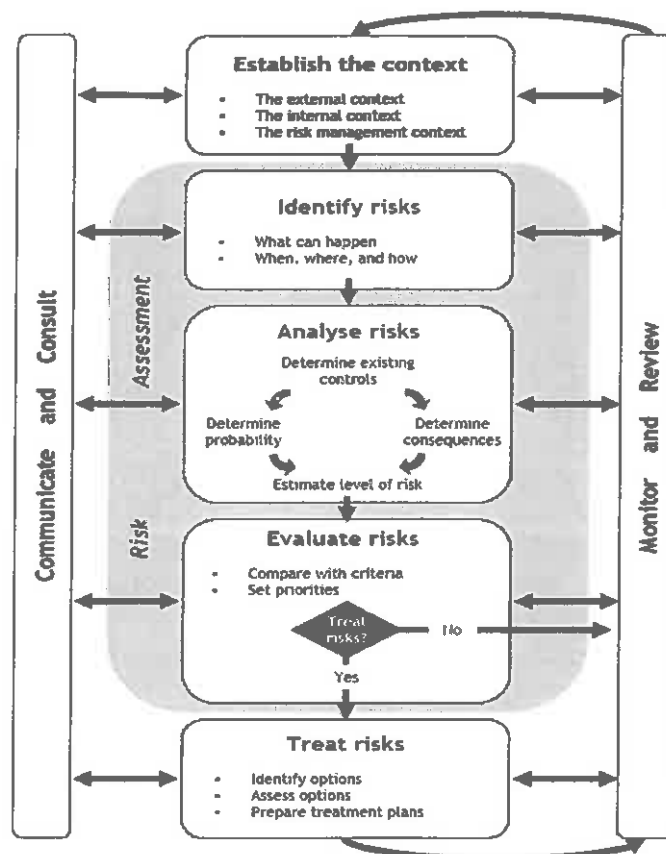 Establish the context
• The external context
• The internal context
• The risk management context
Identify risks
• What can happen
• When, where, and how
Analyse risks
Determine existing
controls
Determine
probability
Determine
consequences
Estimate level of risk
Evaluate risks
• Compare with criteria
• Set priorities
Treat
risks?
No
Yes
Treat risks
• Identify options
• Assess options
• Prepare treatment plans
Communicate and Consult
Risk Assessment
Monitor and Review